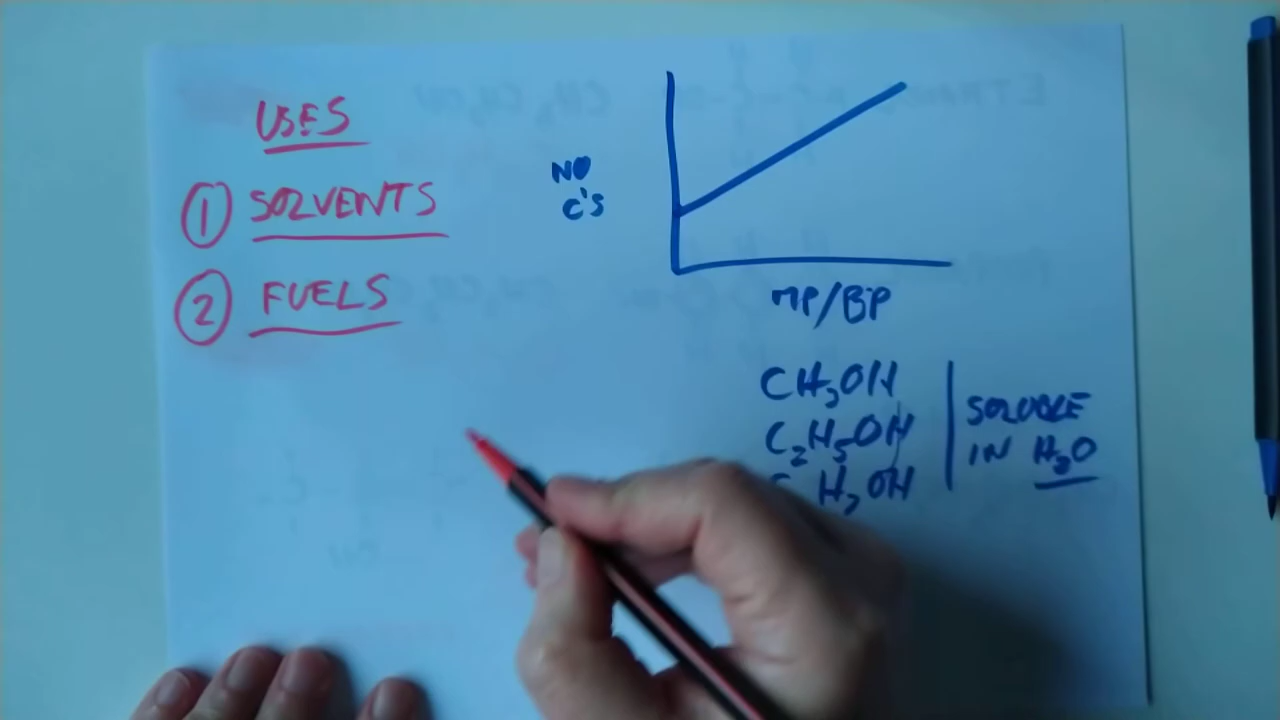 USES
① SOLVENTS
② FUELS
NO
C'S
MP/BP
CH₃OH
C₂H₅OH
H₇OH
SOLUBLE
IN H₂O